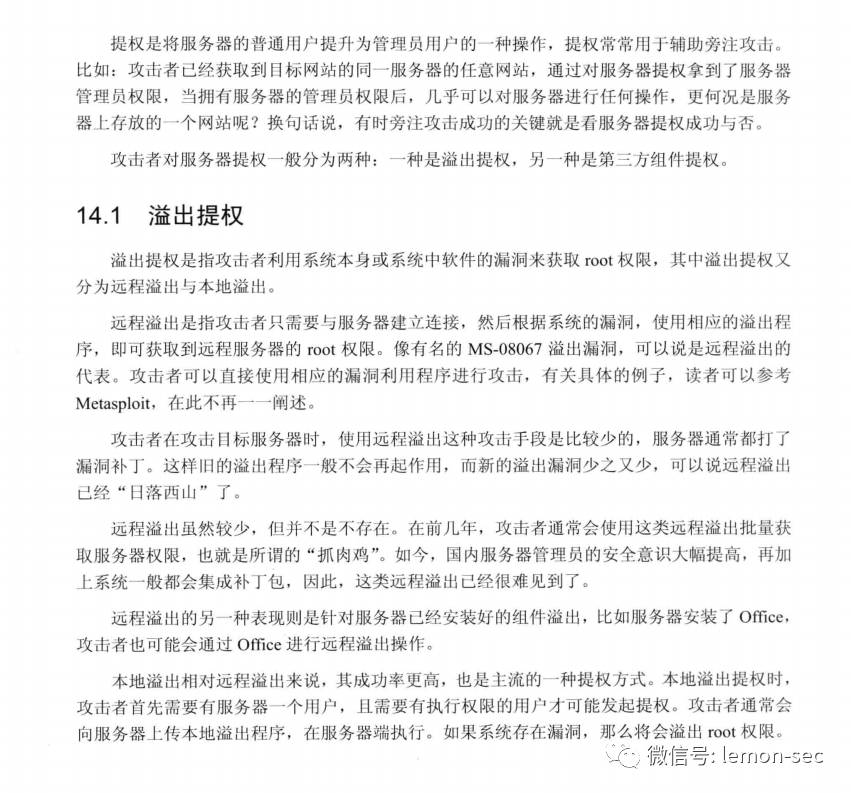 提权是将服务器的普通用户提升为管理员用户的一种操作，提权常常用于辅助旁注攻击。
比如：攻击者已经获取到目标网站的同一服务器的任意网站，通过对服务器提权拿到了服务器
管理员权限，当拥有服务器的管理员权限后，几乎可以对服务器进行任何操作，更何况是服务
器上存放的一个网站呢？换句话说，有时旁注攻击成功的关键就是看服务器提权成功与否。
攻击者对服务器提权一般分为两种：一种是溢出提权，另一种是第三方组件提权。
14.1 溢出提权
溢出提权是指攻击者利用系统本身或系统中软件的漏洞来获取 root 权限，其中溢出提权又
分为远程溢出与本地溢出。
远程溢出是指攻击者只需要与服务器建立连接，然后根据系统的漏洞，使用相应的溢出程
序，即可获取到远程服务器的 root 权限。像有名的 MS-08067 溢出漏洞，可以说是远程溢出的
代表。攻击者可以直接使用相应的漏洞利用程序进行攻击，有关具体的例子，读者可以参考
Metasploit，在此不再一一阐述。
攻击者在攻击目标服务器时，使用远程溢出这种攻击手段是比较少的，服务器通常都打了
漏洞补丁。这样旧的溢出程序一般不会再起作用，而新的溢出漏洞少之又少，可以说远程溢出
已经“日落西山”了。
远程溢出虽然较少，但并不是不存在。在前几年，攻击者通常会使用这类远程溢出批量获
取服务器权限，也就是所谓的“抓肉鸡”。如今，国内服务器管理员的安全意识大幅提高，再加
上系统一般都会集成补丁包，因此，这类远程溢出已经很难见到了。
远程溢出的另一种表现则是针对服务器已经安装好的组件溢出，比如服务器安装了 Office，
攻击者也可能会通过 Office 进行远程溢出操作。
本地溢出相对远程溢出来说，其成功率更高，也是主流的一种提权方式。本地溢出提权时，
攻击者首先需要有服务器一个用户，且需要有执行权限的用户才可能发起提权。攻击者通常会
向服务器上传本地溢出程序，在服务器端执行。如果系统存在漏洞，那么将会溢出 root 权限。
微信号: lemon-sec